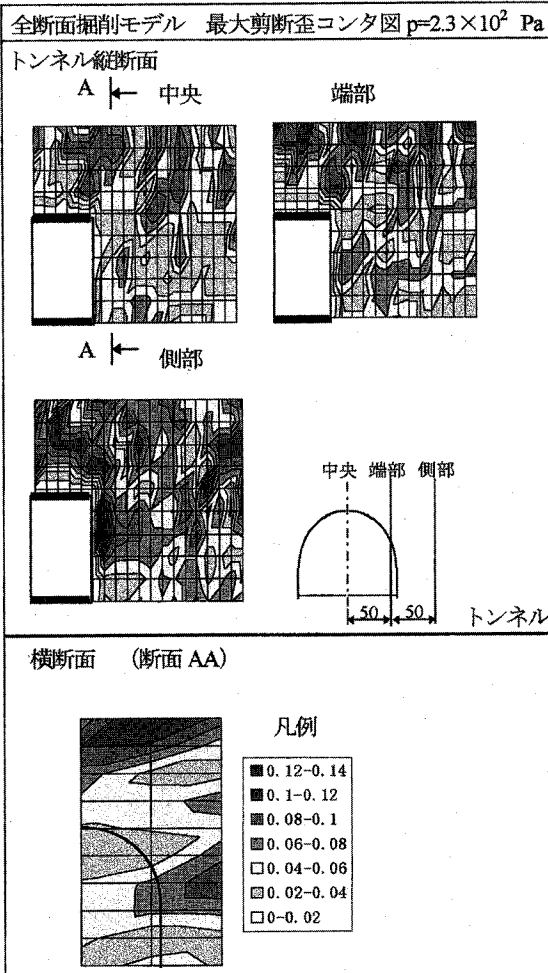 全断面掘削モデル 最大剪断歪コンタ図 p=2.3×10² Pa
トンネル縦断面
A 中央 端部
A 側部
中央 端部 側部
50 50
トンネル
横断面 (断面 AA)
凡例
0.12-0.14
0.1-0.12
0.08-0.1
0.06-0.08
0.04-0.06
0.02-0.04
0-0.02